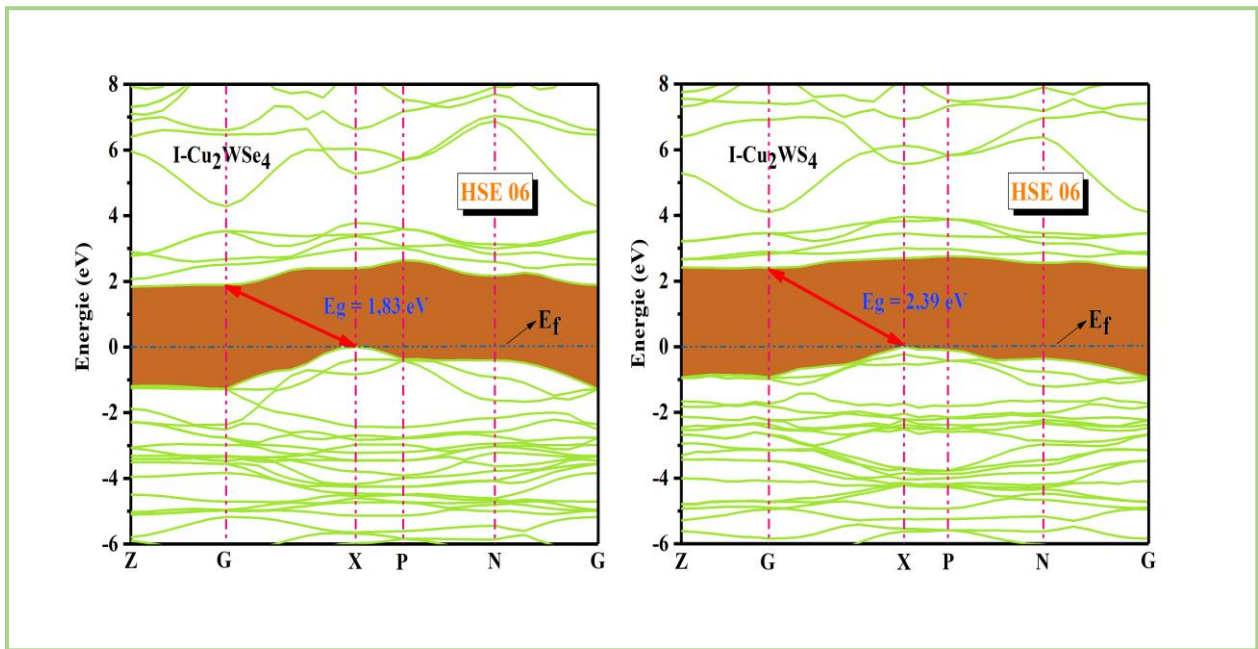 Energie (eV)
8
6
4
2
0
-2
-4
-6
I-Cu2WSe4
HSE 06
Eg = 1,83 eV
Ef
Z G X P N G
Energie (eV)
8
6
4
2
0
-2
-4
-6
I-Cu2WS4
HSE 06
Eg = 2,39 eV
Ef
Z G X P N G